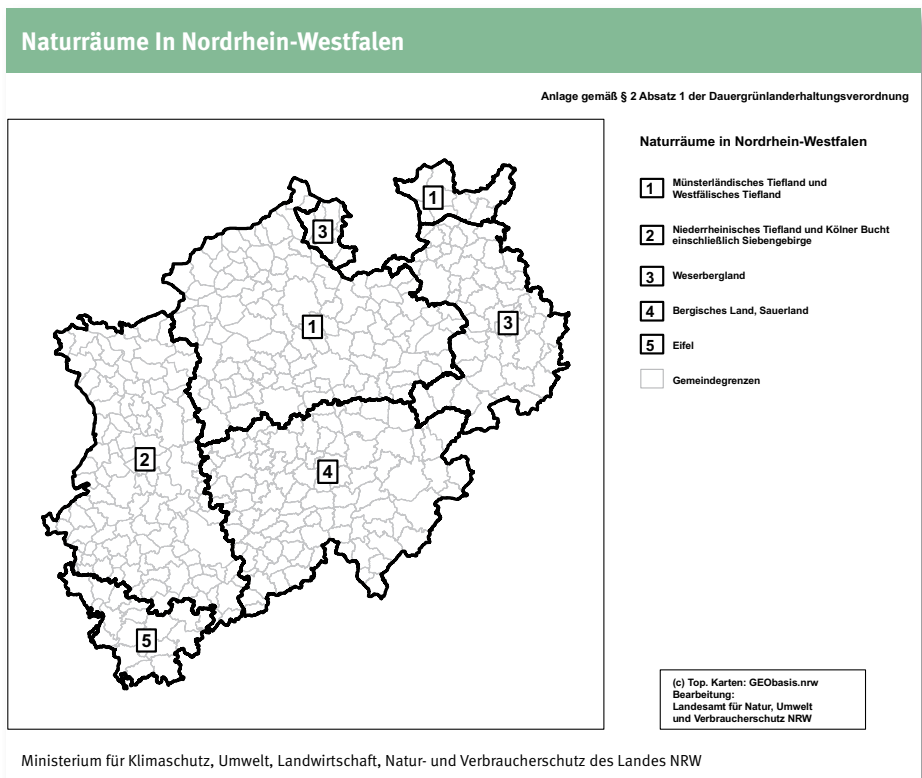 Naturräume In Nordrhein-Westfalen
Anlage gemäß § 2 Absatz 1 der Dauergrünlanderhaltungsverordnung
Naturräume in Nordrhein-Westfalen
1 Münsterländisches Tiefland und
Westfälisches Tiefland
2 Niederrheinisches Tiefland und Kölner Bucht
einschließlich Siebengebirge
3 Weserbergland
4 Bergisches Land, Sauerland
5 Eifel
Gemeindegrenzen
1
3
1
3
2
4
5
(c) Top. Karten: GEObasis.nrw
Bearbeitung:
Landesamt für Natur, Umwelt
und Verbraucherschutz NRW
Ministerium für Klimaschutz, Umwelt, Landwirtschaft, Natur- und Verbraucherschutz des Landes NRW